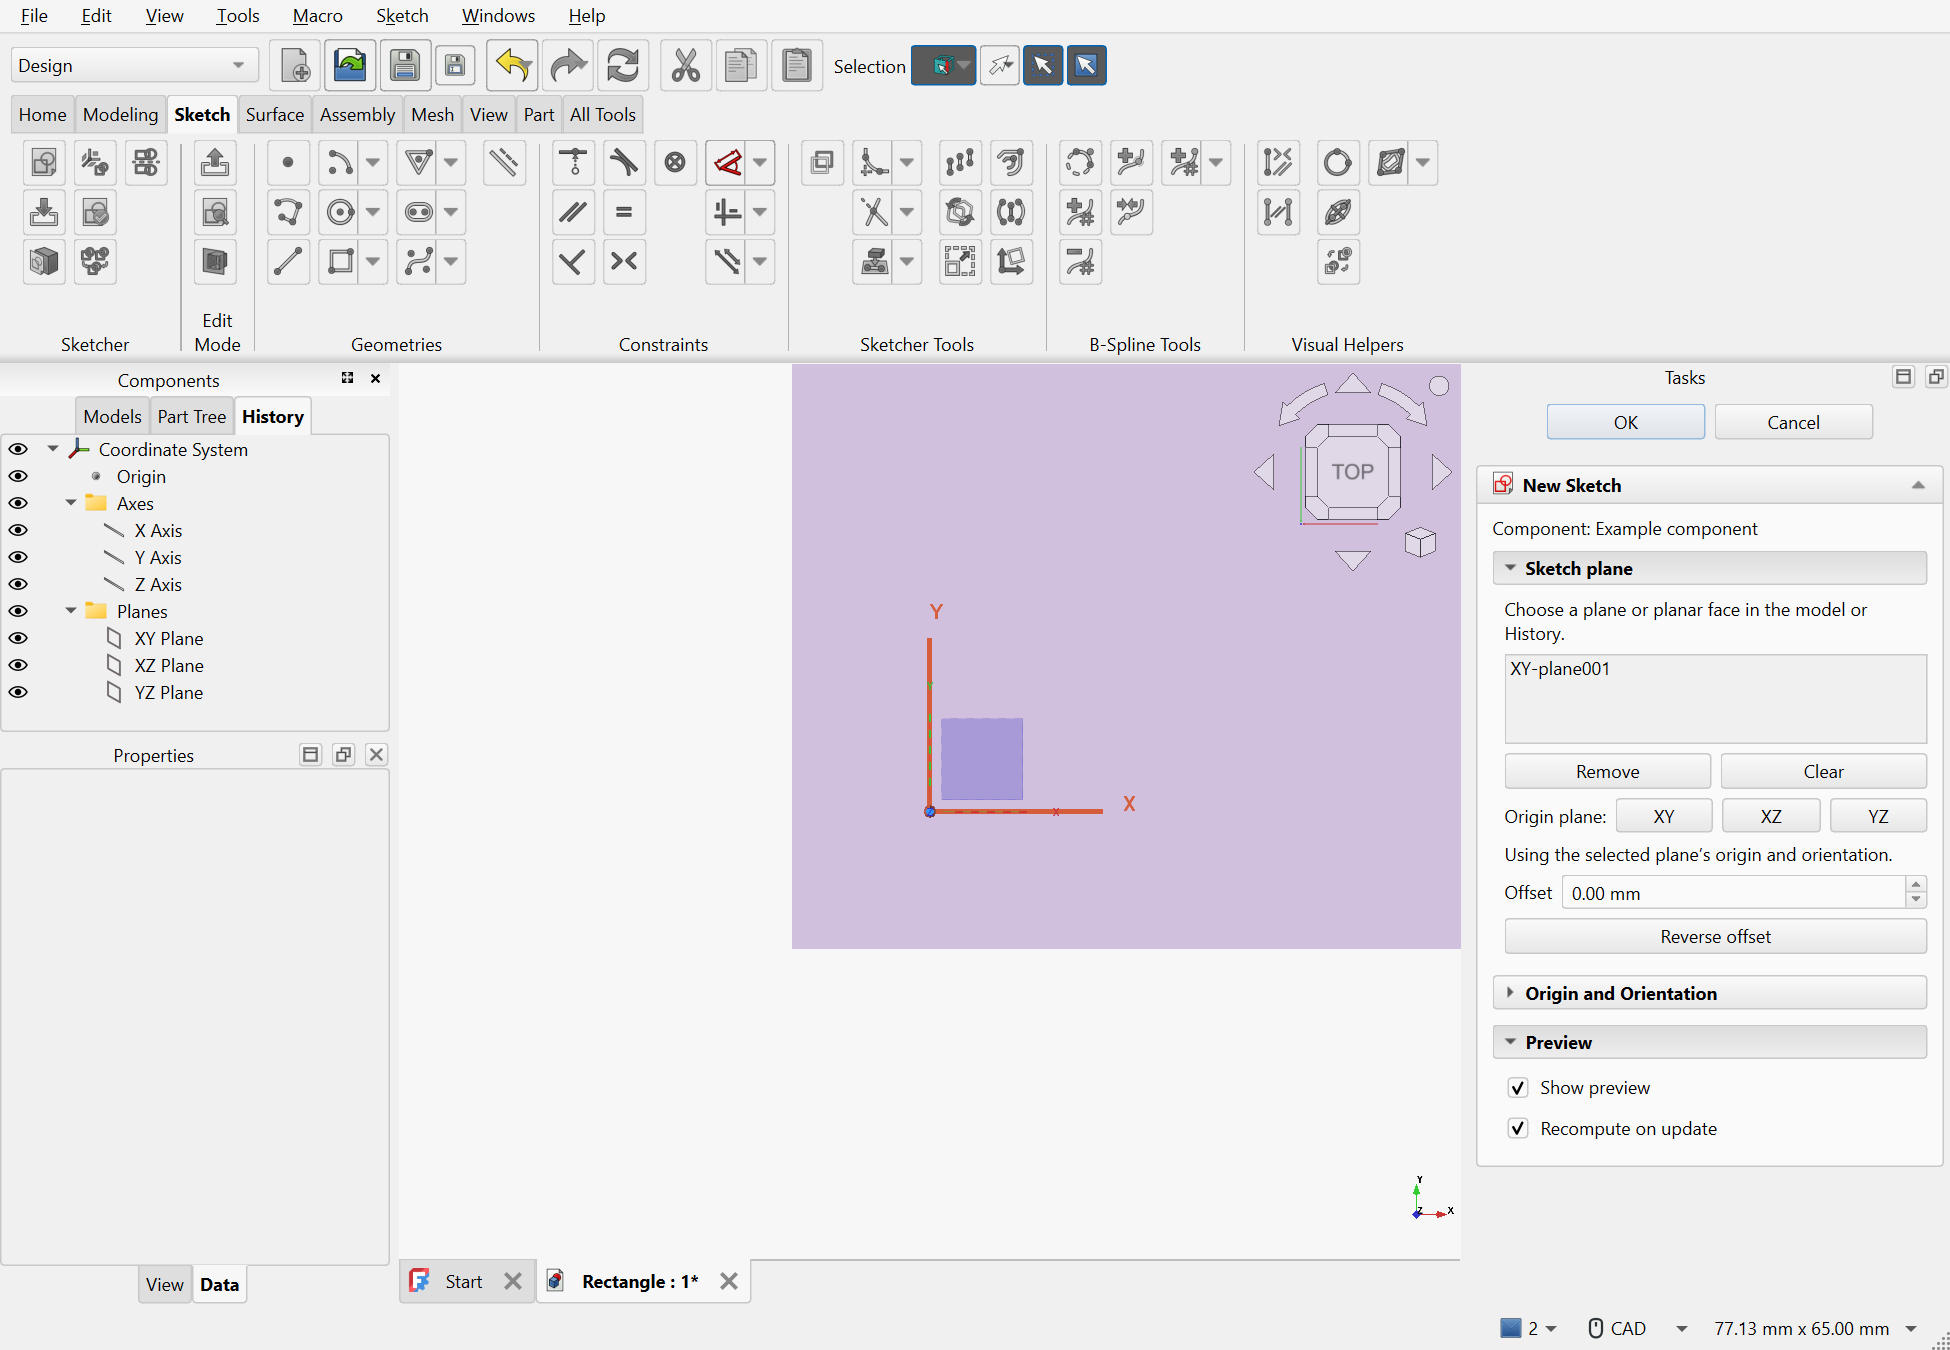 File Edit View Tools Macro Sketch Windows Help
Design Selection
Home Modeling Sketch Surface Assembly Mesh View Part All Tools
Edit
Sketcher Mode Geometries Constraints Sketcher Tools B-Spline Tools Visual Helpers
Components
Models Part Tree History
Coordinate System
Origin
Axes
X Axis
Y Axis
Z Axis
Planes
XY Plane
XZ Plane
YZ Plane
Properties
View Data
TOP
Y
X
x
Y
Z
X
Start Rectangle : 1*
Tasks
OK Cancel
New Sketch
Component: Example component
Sketch plane
Choose a plane or planar face in the model or
History.
XY-plane001
Remove Clear
Origin plane: XY XZ YZ
Using the selected plane's origin and orientation.
Offset 0.00 mm
Reverse offset
Origin and Orientation
Preview
Show preview
Recompute on update
2 CAD 77.13 mm x 65.00 mm